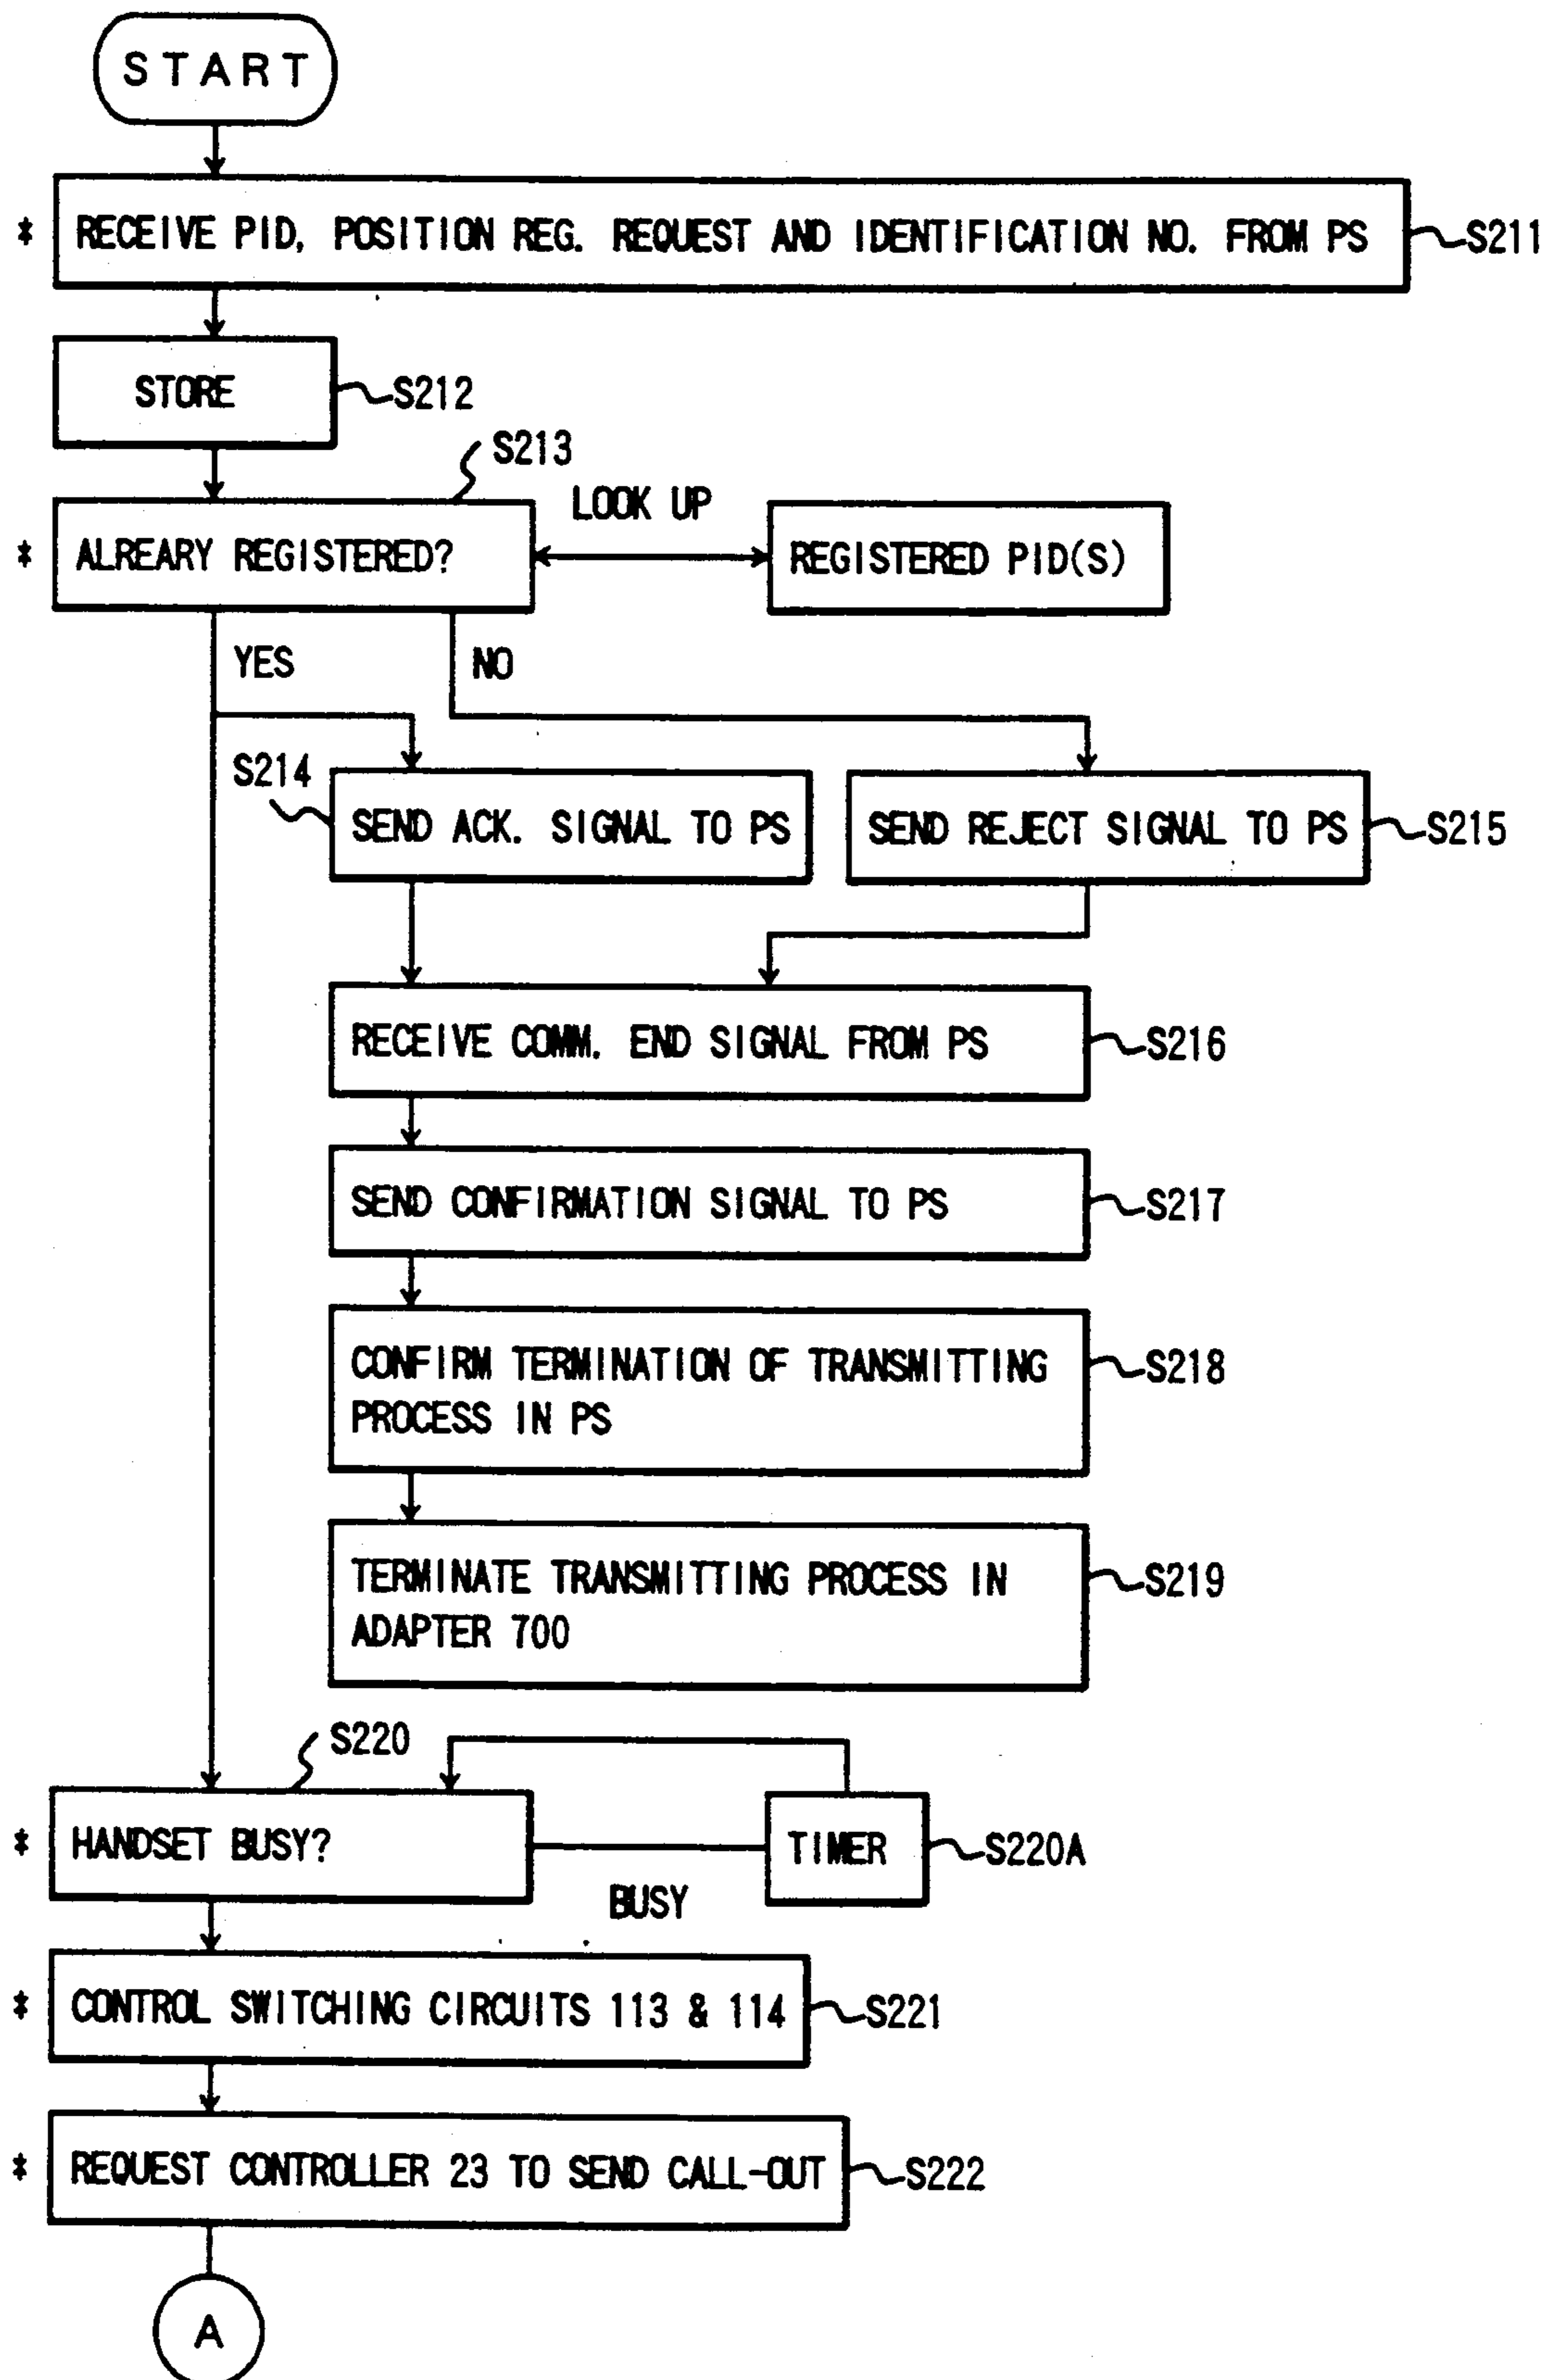 START
* RECEIVE PID, POSITION REG. REQUEST AND IDENTIFICATION NO. FROM PS S211
STORE S212
S213
LOOK UP
* ALREARY REGISTERED? REGISTERED PID(S)
YES NO
S214
SEND ACK. SIGNAL TO PS SEND REJECT SIGNAL TO PS S215
RECEIVE COMM. END SIGNAL FROM PS S216
SEND CONFIRMATION SIGNAL TO PS S217
CONFIRM TERMINATION OF TRANSMITTING S218
PROCESS IN PS
TERMINATE TRANSMITTING PROCESS IN S219
ADAPTER 700
S220
* HANDSET BUSY? TIMER S220A
BUSY
* CONTROL SWITCHING CIRCUITS 113 & 114 S221
* REQUEST CONTROLLER 23 TO SEND CALL-OUT S222
A